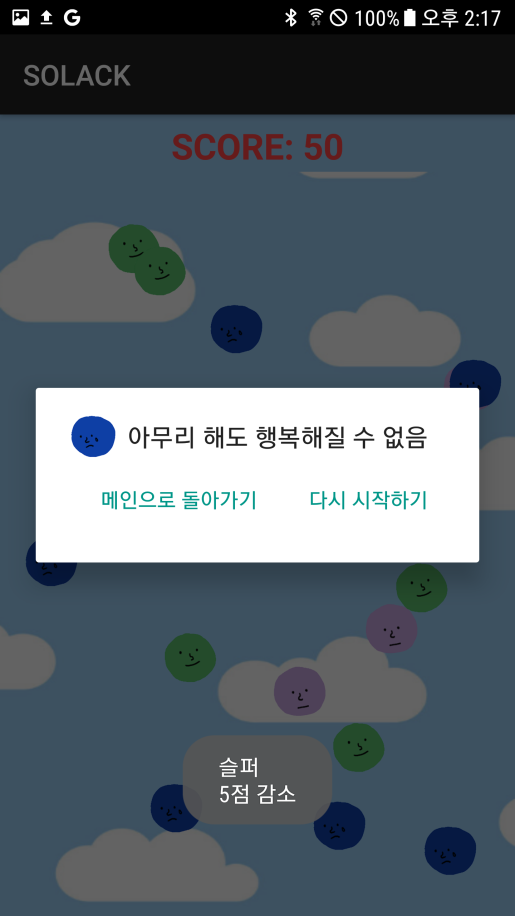 100% 오후 2:17
SOLACK
SCORE: 50
아무리 해도 행복해질 수 없음
메인으로 돌아가기 다시 시작하기
슬퍼
5점 감소